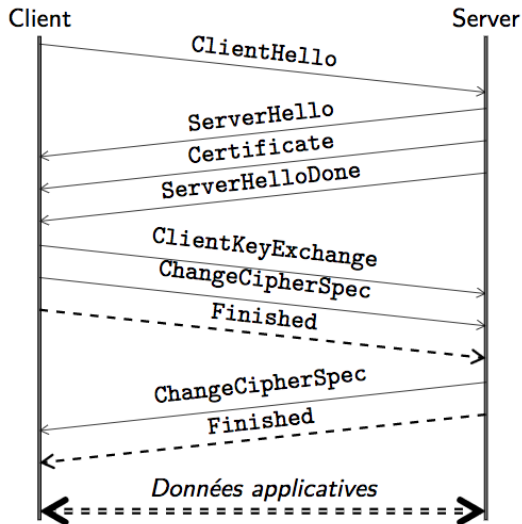 Client Server
ClientHello
ServerHello
Certificate
ServerHelloDone
ClientKeyExchange
ChangeCipherSpec
Finished
ChangeCipherSpec
Finished
Données applicatives